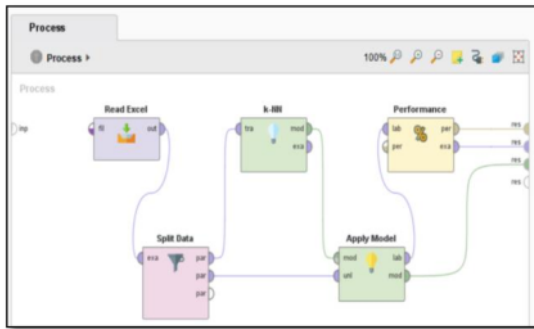 Process
Process
100%
Process
Read Excel
k-NN
Performance
inp
fil
out
tra
mod
exa
lab
per
per
exa
res
res
res
res
Split Data
Apply Model
exa
par
par
par
mod
unl
lab
mod